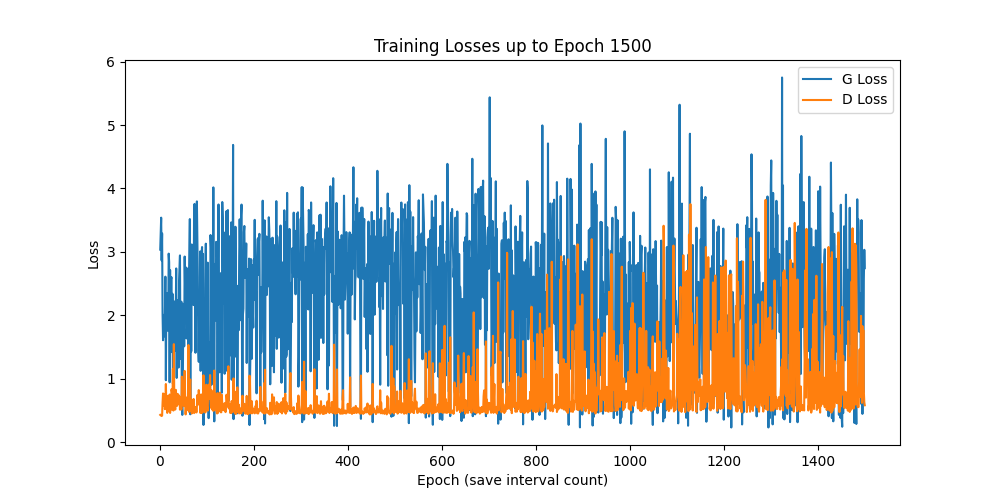 Training Losses up to Epoch 1500
G Loss
D Loss
Loss
6
5
4
3
2
1
0
0 200 400 600 800 1000 1200 1400
Epoch (save interval count)